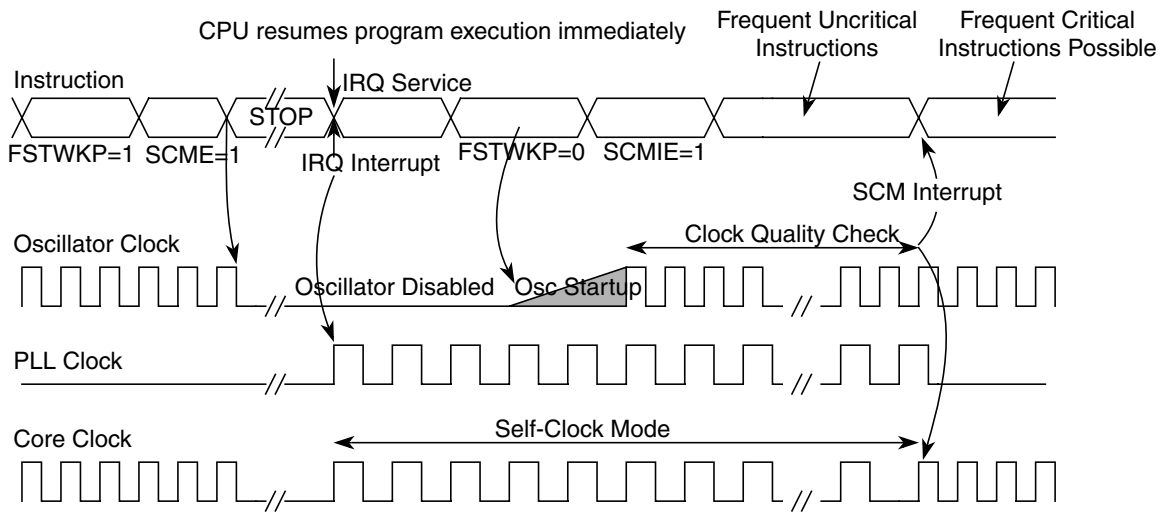 CPU resumes program execution immediately
Frequent Uncritical
Instructions
Frequent Critical
Instructions Possible
Instruction
STOP
IRQ Service
FSTWKP=1
SCME=1
IRQ Interrupt
FSTWKP=0
SCMIE=1
SCM Interrupt
Oscillator Clock
Clock Quality Check
Oscillator Disabled
Osc Startup
PLL Clock
Core Clock
Self-Clock Mode